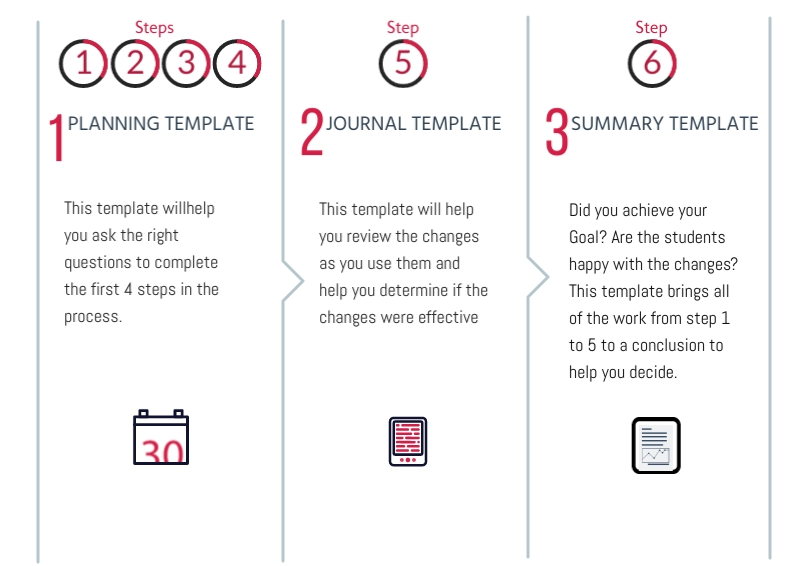 Steps
1 2 3 4
1 PLANNING TEMPLATE
This template willhelp
you ask the right
questions to complete
the first 4 steps in the
process.
30
Step
5
2 JOURNAL TEMPLATE
This template will help
you review the changes
as you use them and
help you determine if the
changes were effective
Step
6
3 SUMMARY TEMPLATE
Did you achieve your
Goal? Are the students
happy with the changes?
This template brings all
of the work from step 1
to 5 to a conclusion to
help you decide.